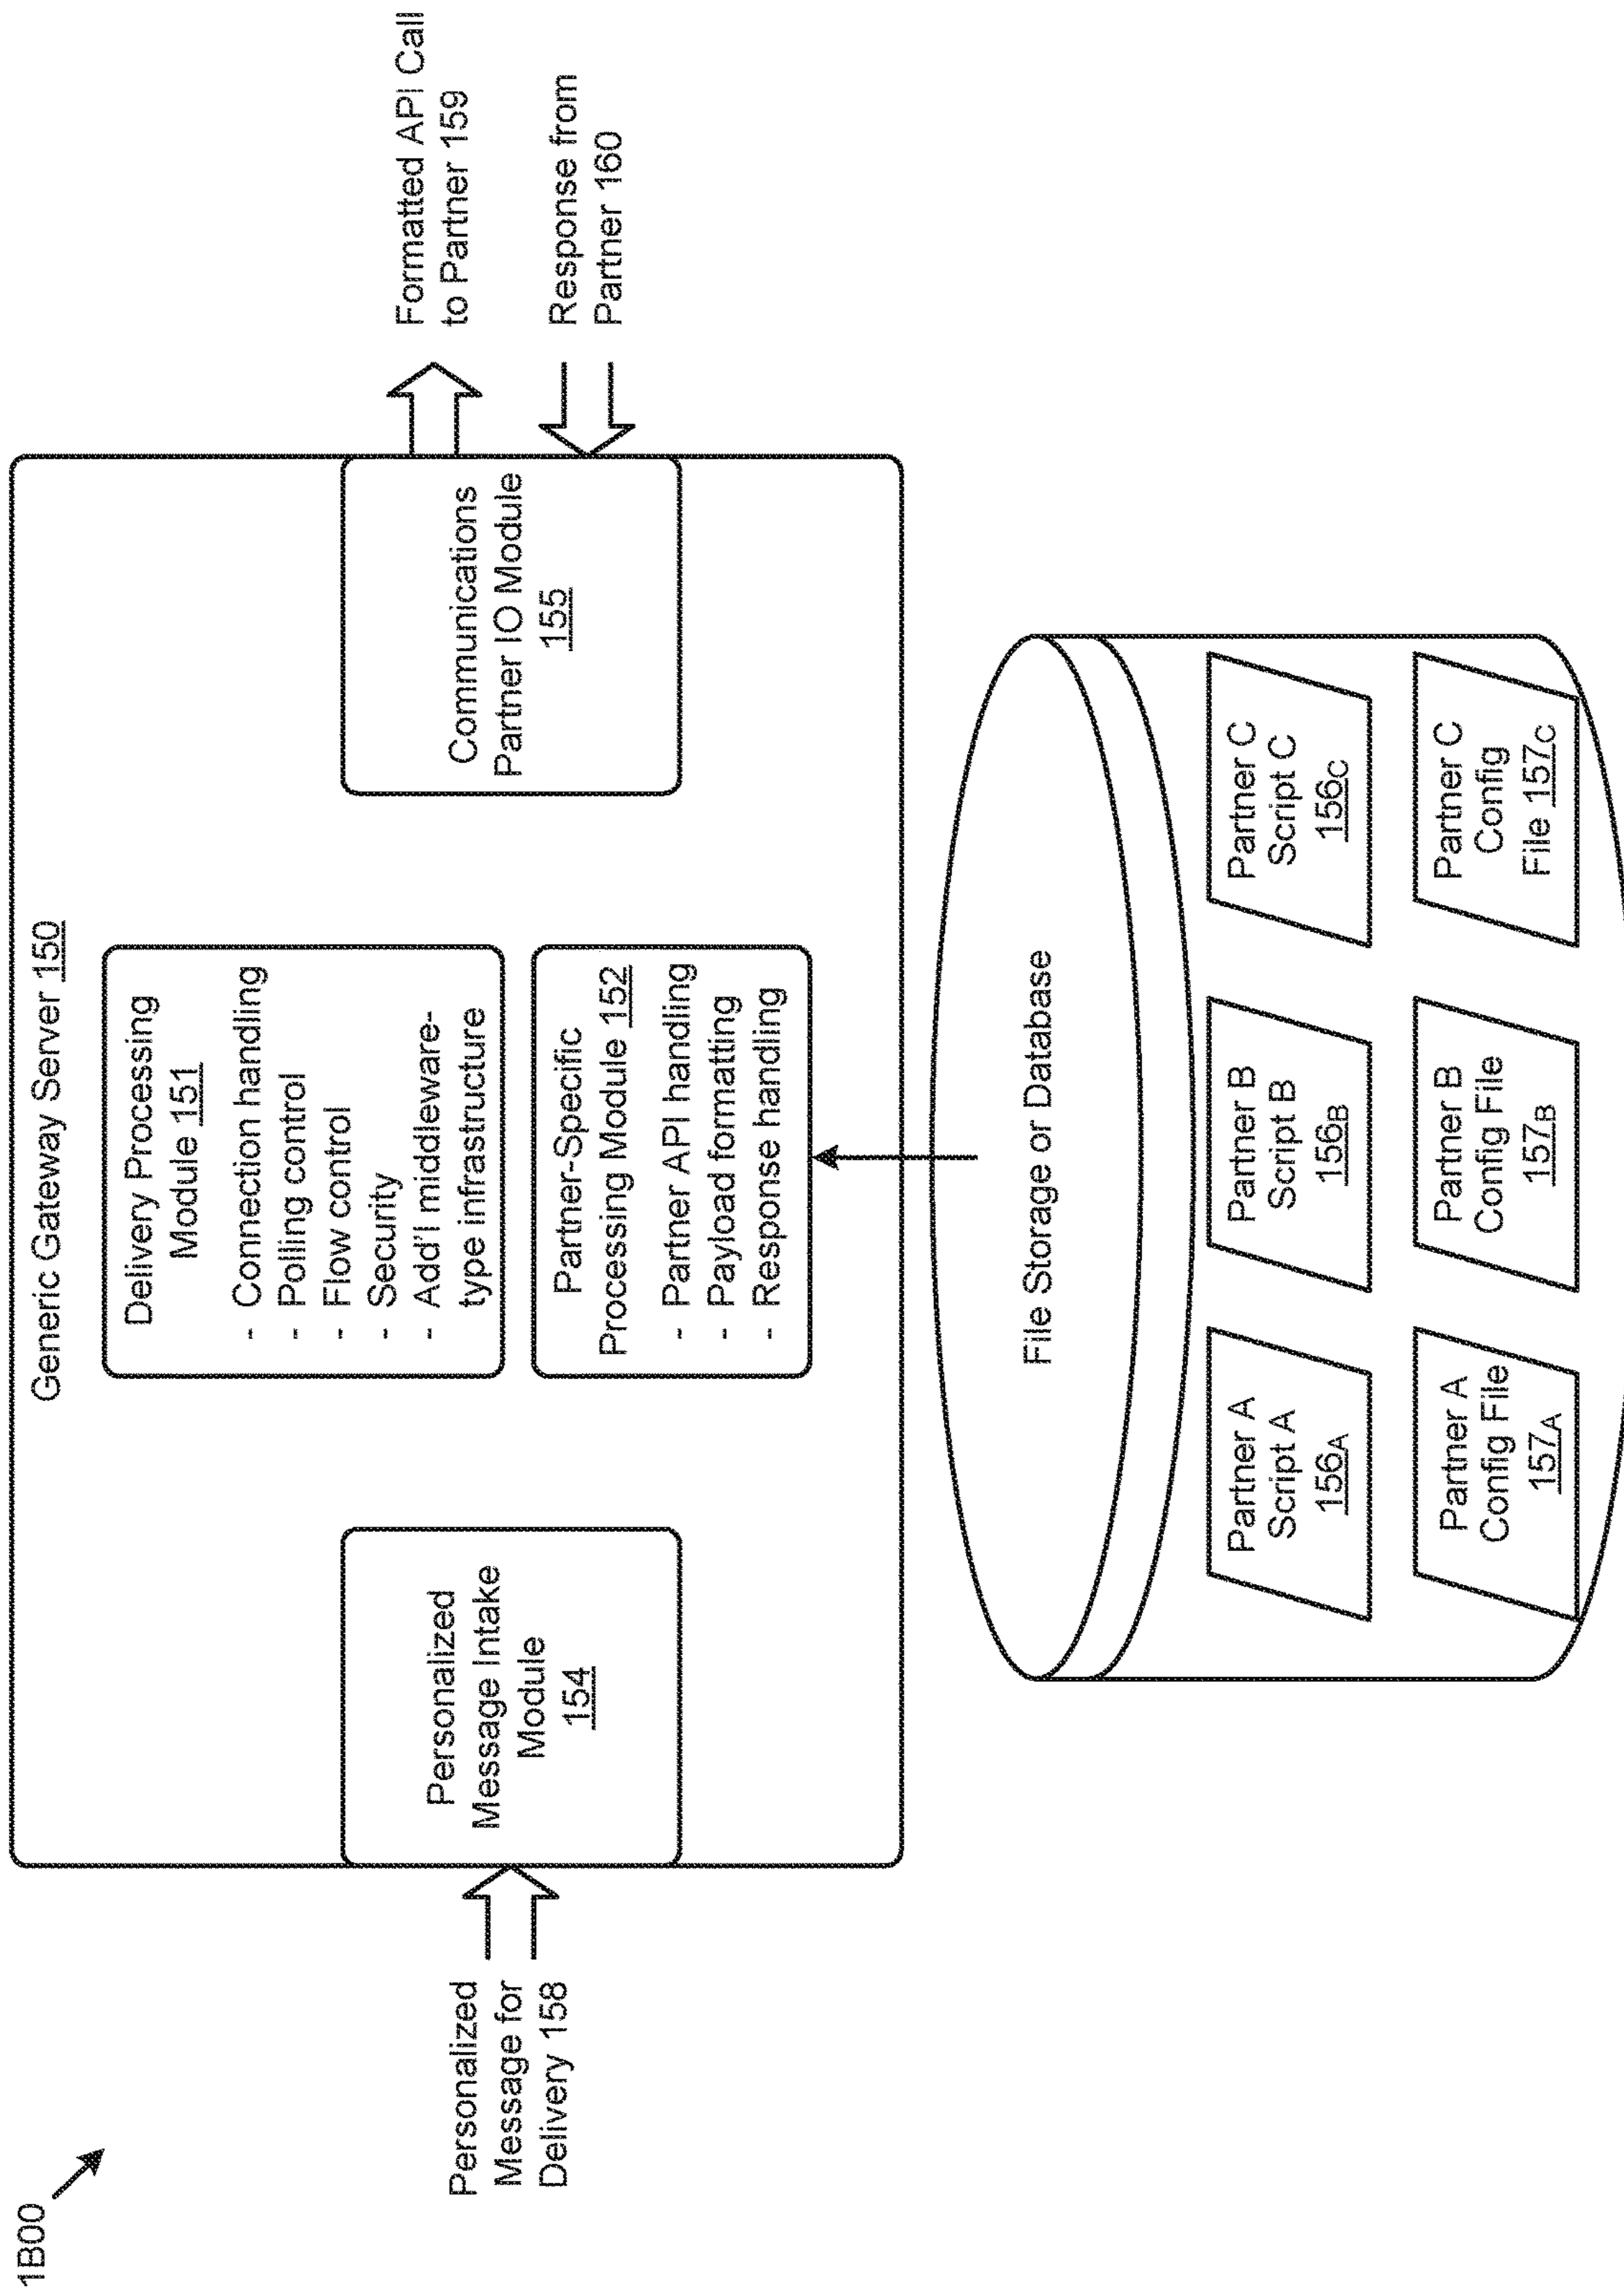 1B00
Generic Gateway Server 150
Delivery Processing
Module 151
- Connection handling
- Polling control
- Flow control
- Security
- Add'l middleware-
type infrastructure
Partner-Specific
Processing Module 152
- Partner API handling
- Payload formatting
- Response handling
Personalized
Message for
Delivery 158
Personalized
Message Intake
Module
154
Communications
Partner IO Module
155
Formatted API Call
to Partner 159
Response from
Partner 160
File Storage or Database
Partner A
Script A
156A
Partner B
Script B
156B
Partner C
Script C
156C
Partner A
Config File
157A
Partner B
Config File
157B
Partner C
Config
File 157C